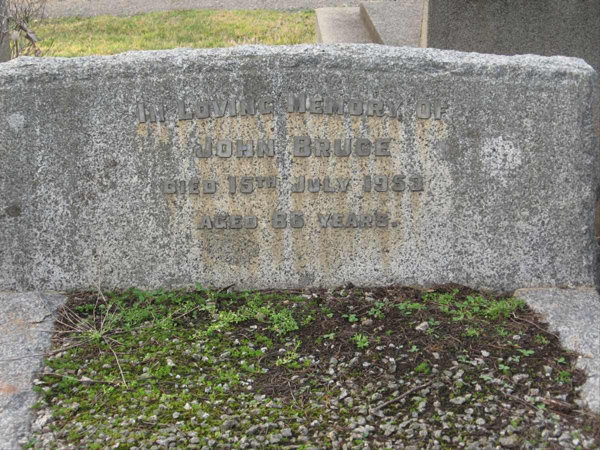 In Loving Memory of
John Bruce
Died 15th July 1953
Aged 86 Years.